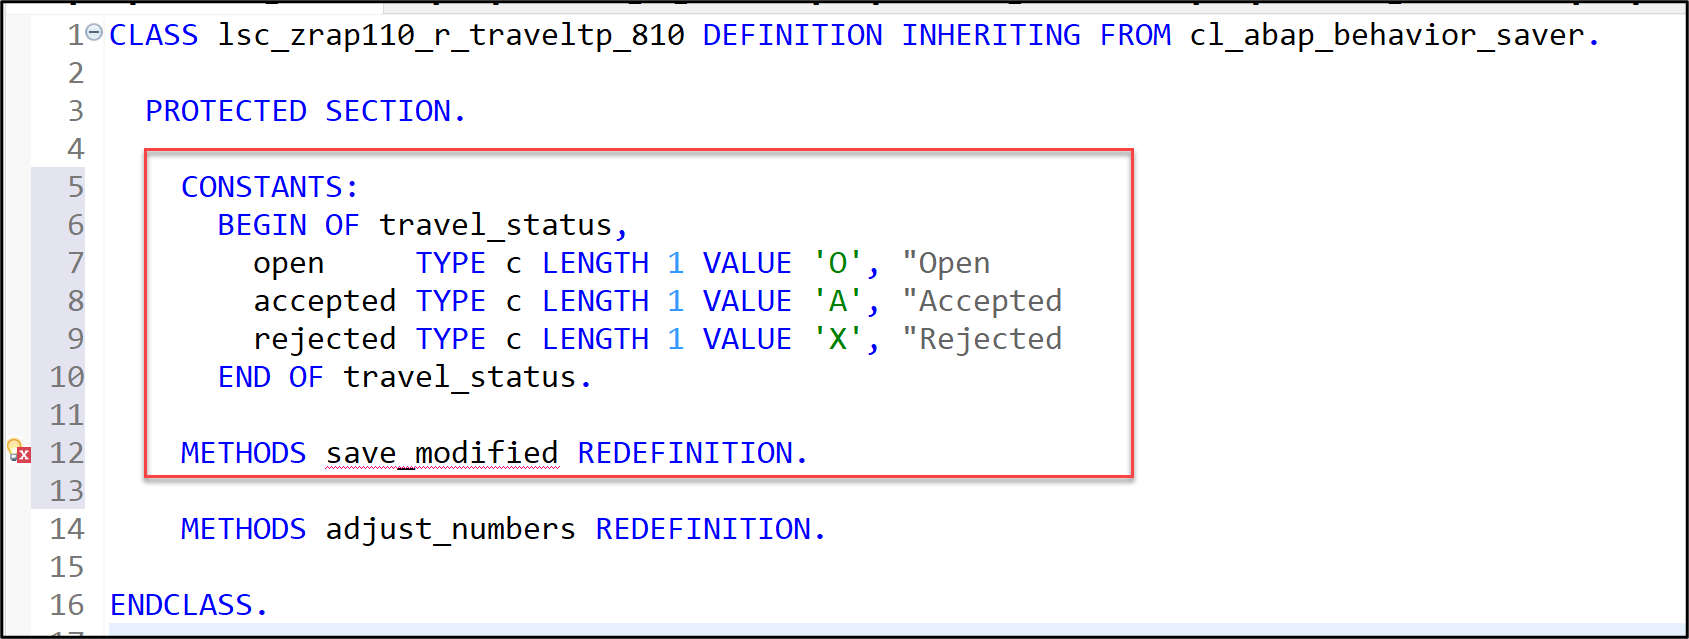 1 CLASS lsc_zrap110_r_traveltp_810 DEFINITION INHERITING FROM cl_abap_behavior_saver.
2
3 PROTECTED SECTION.
4
5 CONSTANTS:
6 BEGIN OF travel_status,
7 open TYPE c LENGTH 1 VALUE 'O', "Open
8 accepted TYPE c LENGTH 1 VALUE 'A', "Accepted
9 rejected TYPE c LENGTH 1 VALUE 'X', "Rejected
10 END OF travel_status.
11
12 METHODS save_modified REDEFINITION.
13
14 METHODS adjust_numbers REDEFINITION.
15
16 ENDCLASS.